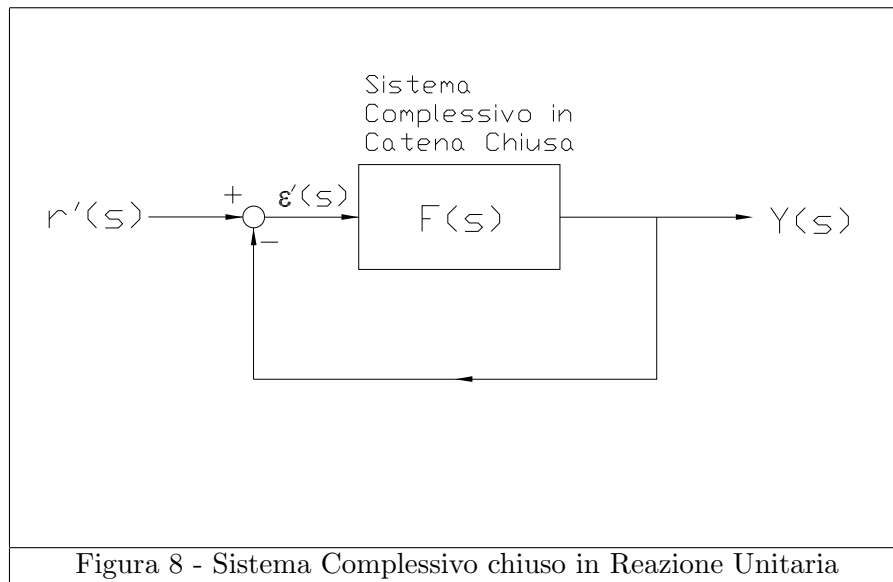 Sistema
Complessivo in
Catena Chiusa
r'(s)
+
ε'(s)
F(s)
Y(s)
−
Figura 8 - Sistema Complessivo chiuso in Reazione Unitaria